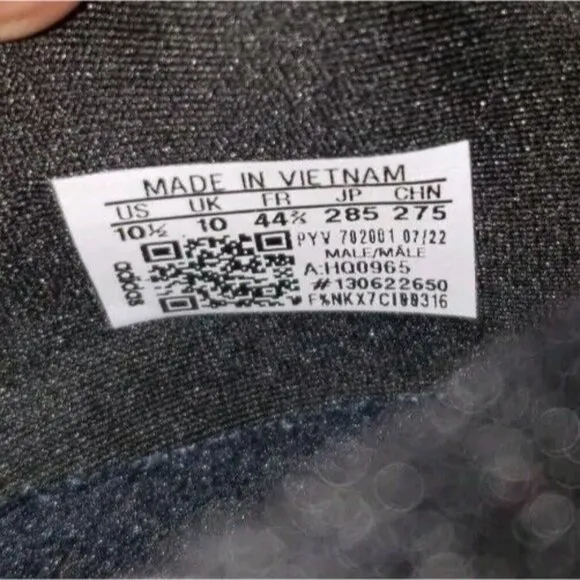 MADE IN VIETNAM
US UK FR JP CHN
10½ 10 44⅔ 285 275
PYV 702001 07/22
MALE/MÂLE
A:HQ0965
#130622650
adidas